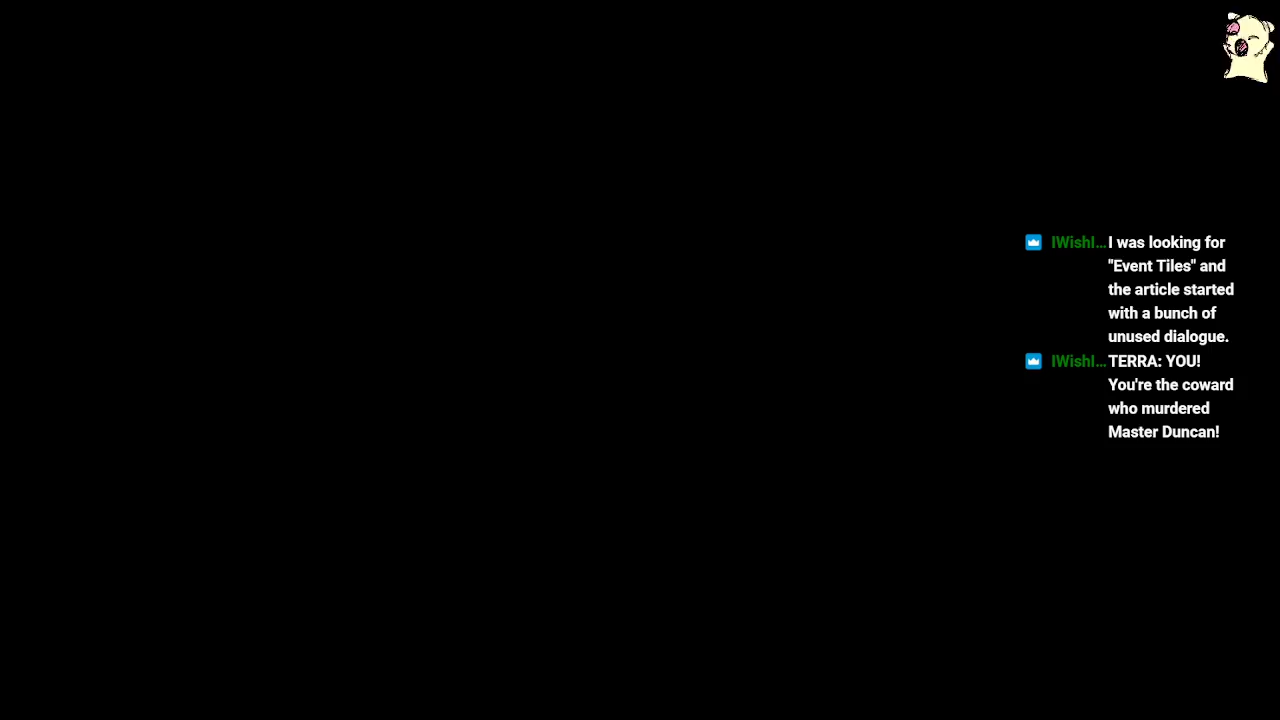 IWishI... I was looking for
"Event Tiles" and
the article started
with a bunch of
unused dialogue.
IWishI... TERRA: YOU!
You're the coward
who murdered
Master Duncan!